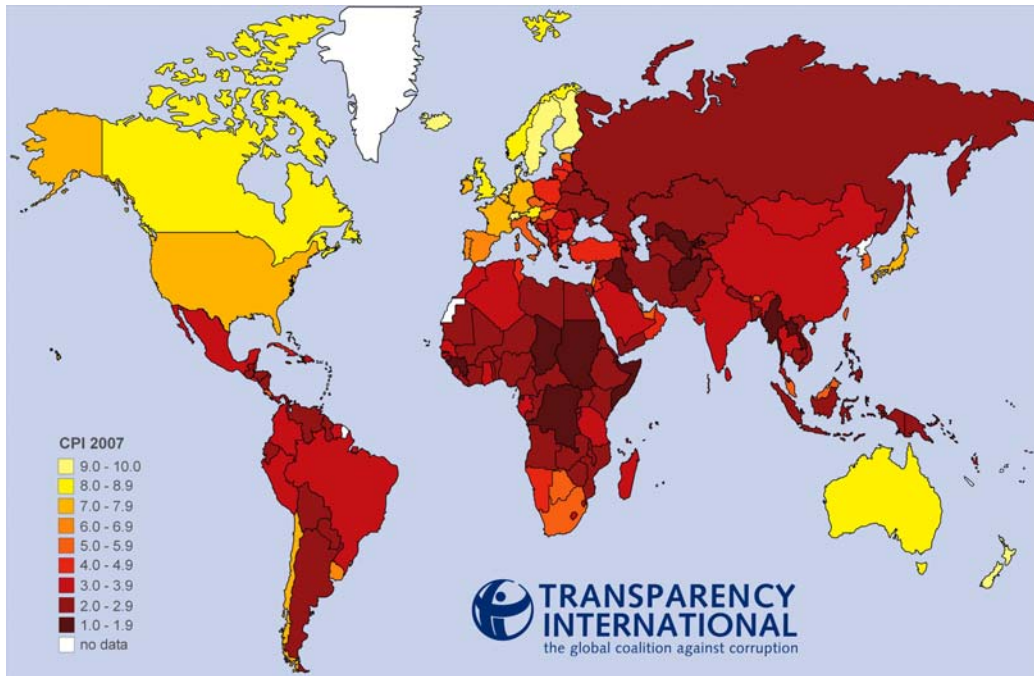 CPI 2007
9.0 - 10.0
8.0 - 8.9
7.0 - 7.9
6.0 - 6.9
5.0 - 5.9
4.0 - 4.9
3.0 - 3.9
2.0 - 2.9
1.0 - 1.9
no data
TRANSPARENCY
INTERNATIONAL
the global coalition against corruption